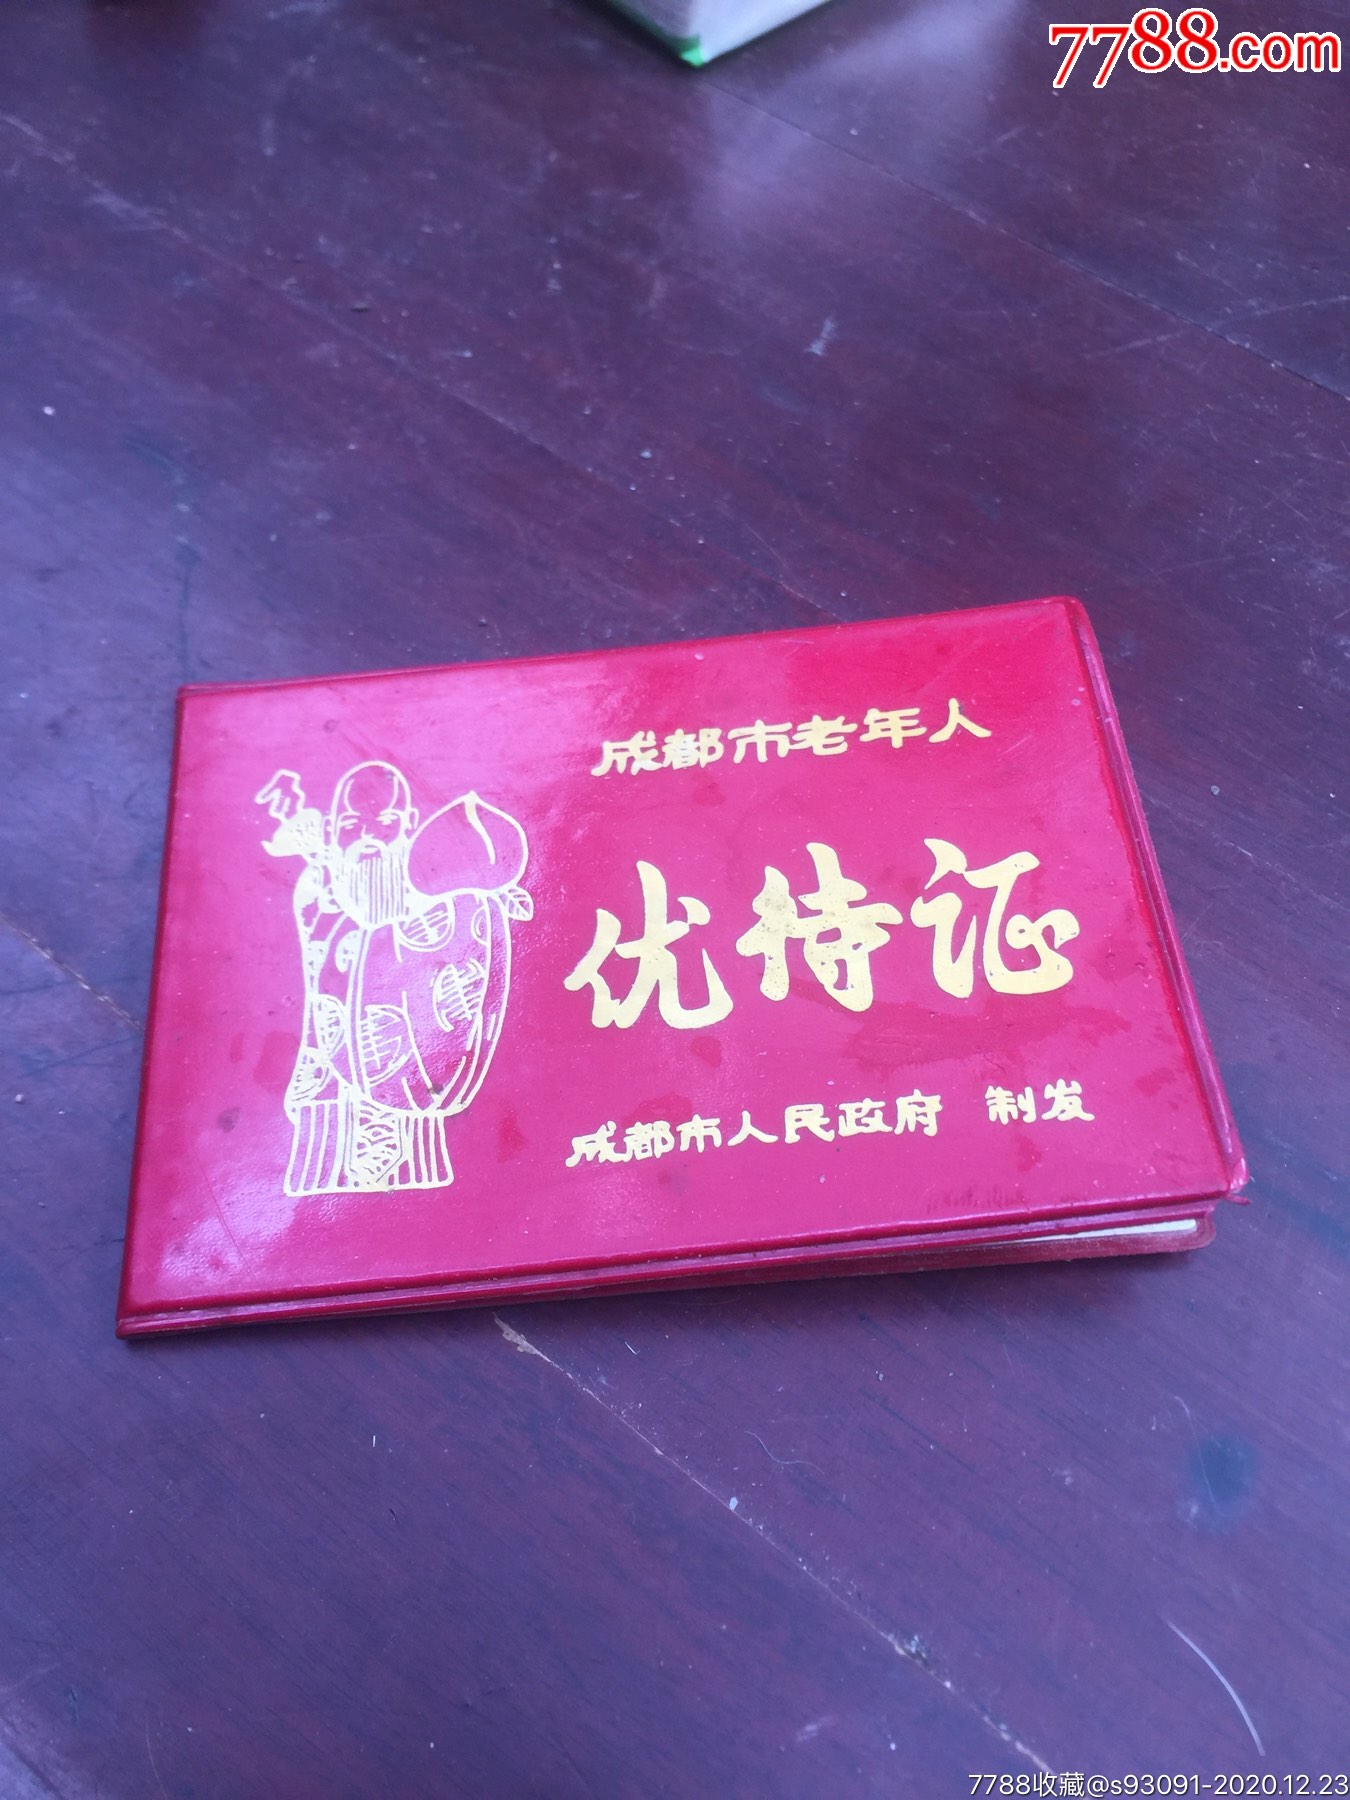 7788.com
成都市老年人
优待证
成都市人民政府 制发
7788收藏@s93091-2020.12.23